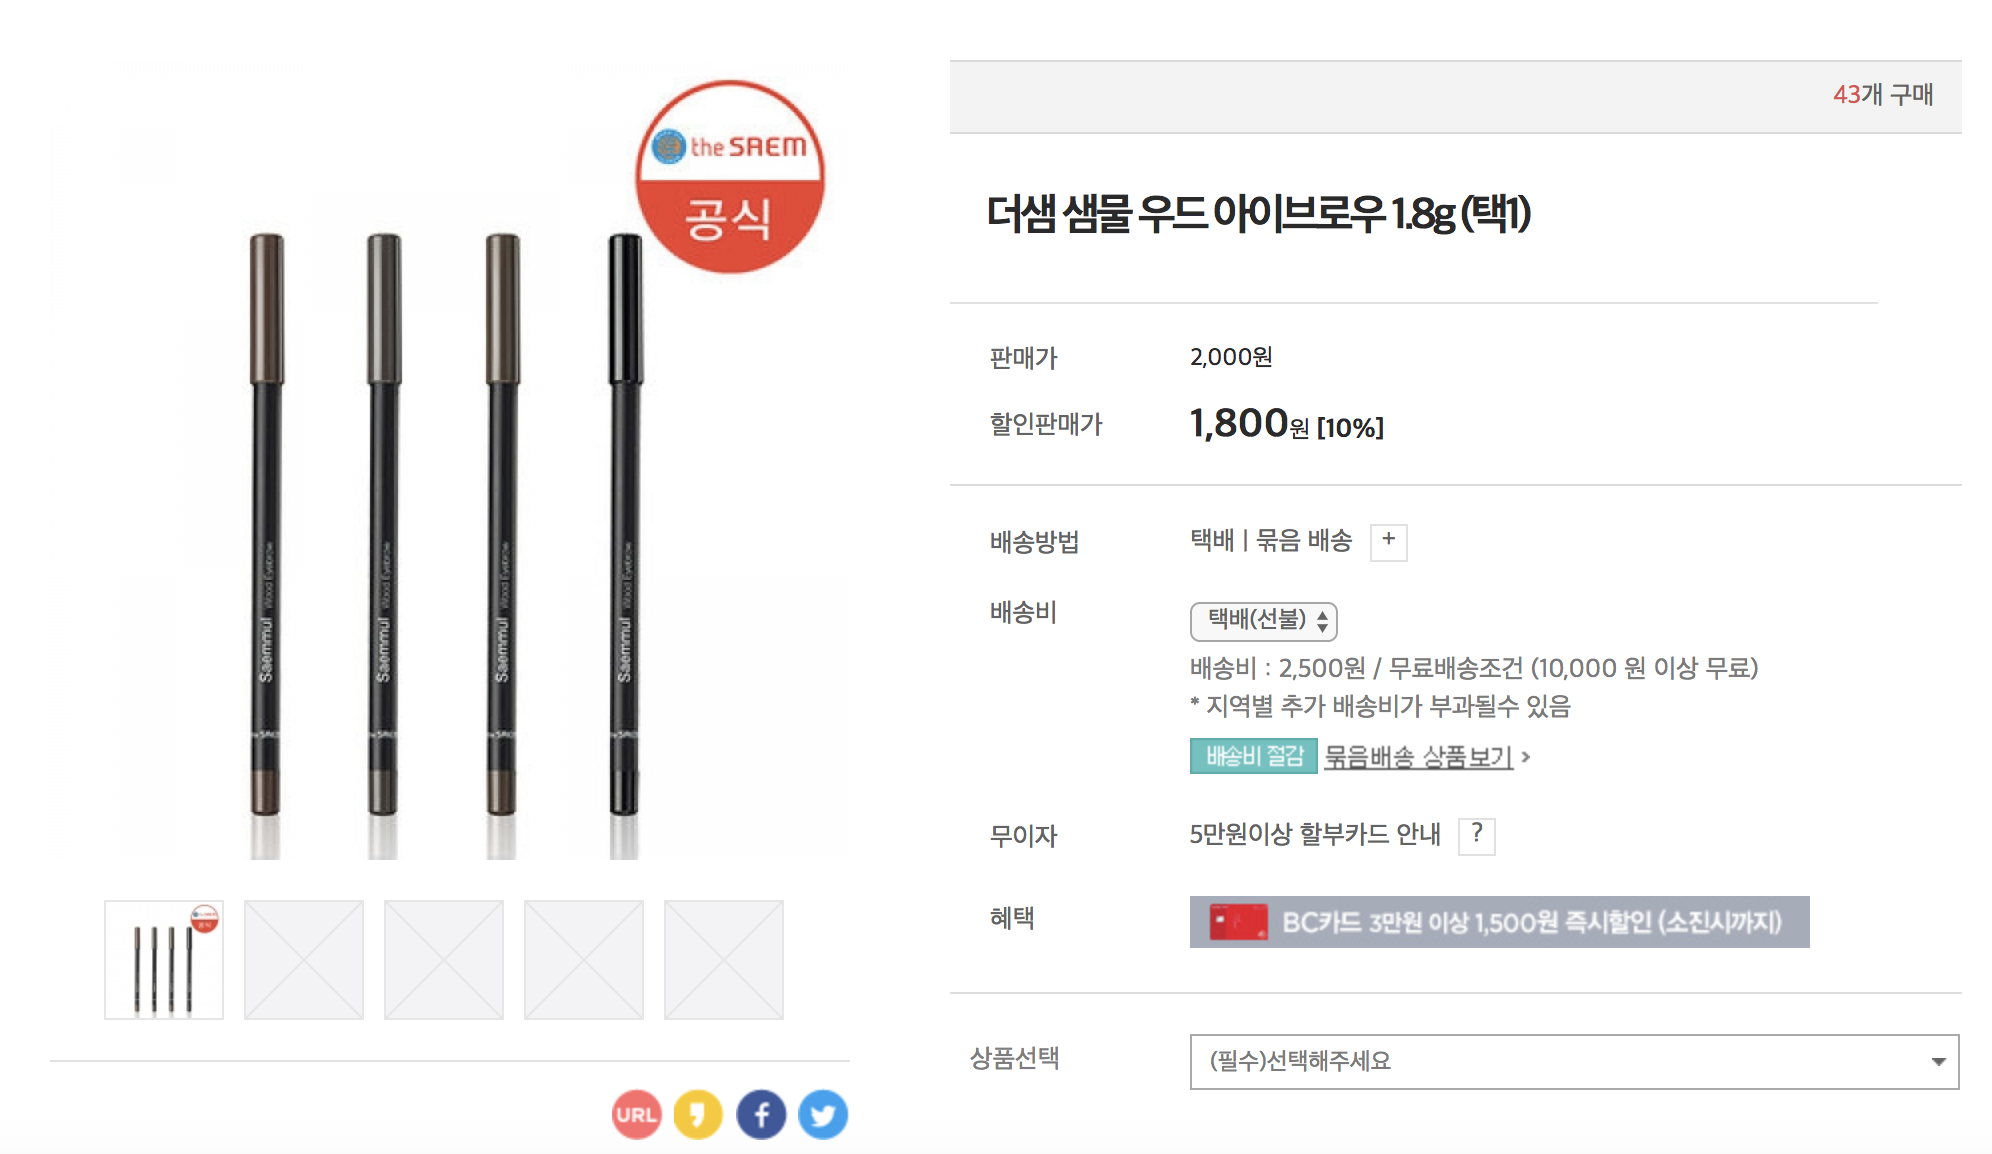 the SAEM
공식
Saemmul Wood Eyebrow
Saemmul Wood Eyebrow
Saemmul Wood Eyebrow
Saemmul Wood Eyebrow
URL
43개 구매
더샘 샘물 우드 아이브로우 1.8g (택1)
판매가 2,000원
할인판매가 1,800원 [10%]
배송방법 택배 | 묶음 배송 +
배송비 택배(선불)
배송비 : 2,500원 / 무료배송조건 (10,000 원 이상 무료)
* 지역별 추가 배송비가 부과될수 있음
배송비 절감 묶음배송 상품보기 >
무이자 5만원이상 할부카드 안내 ?
혜택 BC카드 3만원 이상 1,500원 즉시할인 (소진시까지)
상품선택 (필수)선택해주세요